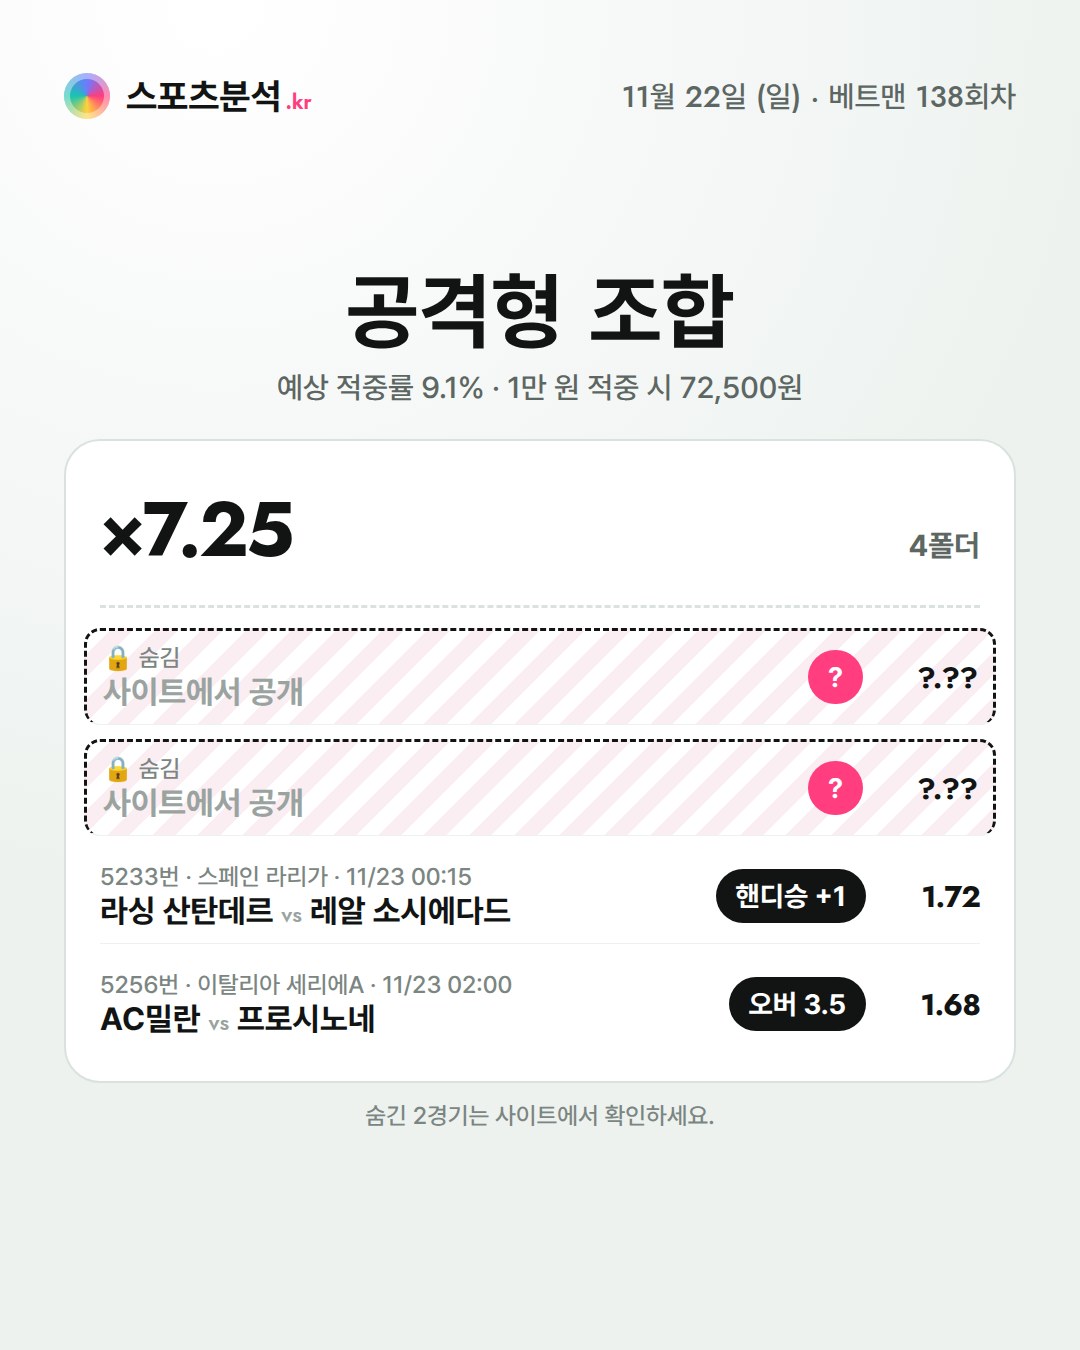 스포츠분석.kr
11월 22일 (일) · 베트맨 138회차
공격형 조합
예상 적중률 9.1% · 1만 원 적중 시 72,500원
×7.25
4폴더
🔒 숨김
사이트에서 공개
?
?.??
🔒 숨김
사이트에서 공개
?
?.??
5233번 · 스페인 라리가 · 11/23 00:15
라싱 산탄데르 vs 레알 소시에다드
핸디승 +1
1.72
5256번 · 이탈리아 세리에A · 11/23 02:00
AC밀란 vs 프로시노네
오버 3.5
1.68
숨긴 2경기는 사이트에서 확인하세요.